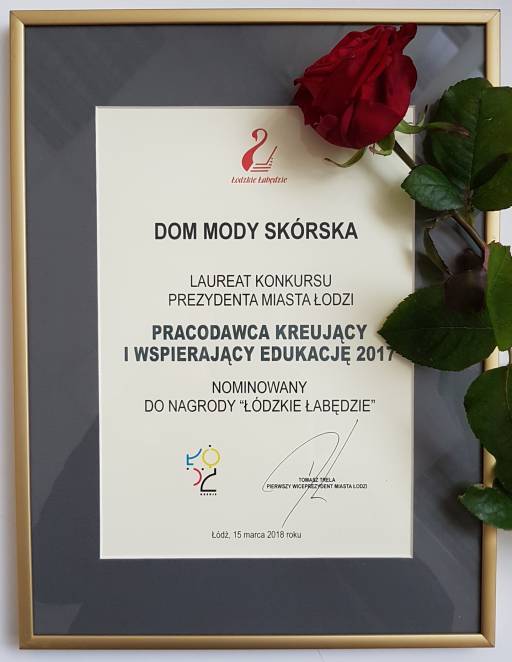 Łódzkie Łabędzie
DOM MODY SKÓRSKA
LAUREAT KONKURSU
PREZYDENTA MIASTA ŁODZI
PRACODAWCA KREUJĄCY
I WSPIERAJĄCY EDUKACJĘ 2017
NOMINOWANY
DO NAGRODY “ŁÓDZKIE ŁABĘDZIE”
ŁÓDŹ
KREUJE
TOMASZ TRELA
PIERWSZY WICEPREZYDENT MIASTA ŁODZI
Łódź, 15 marca 2018 roku